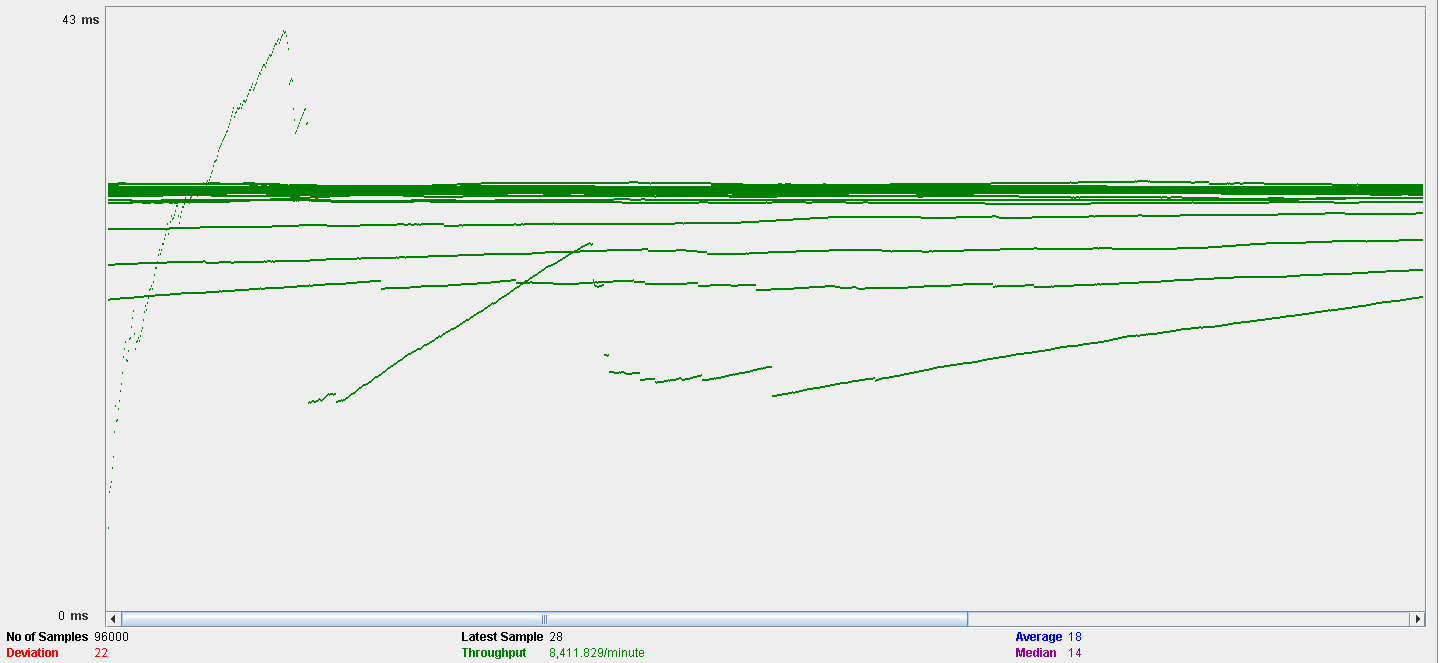 43 ms
0 ms
No of Samples 96000 Latest Sample 28 Average 18
Deviation 22 Throughput 8,411.829/minute Median 14